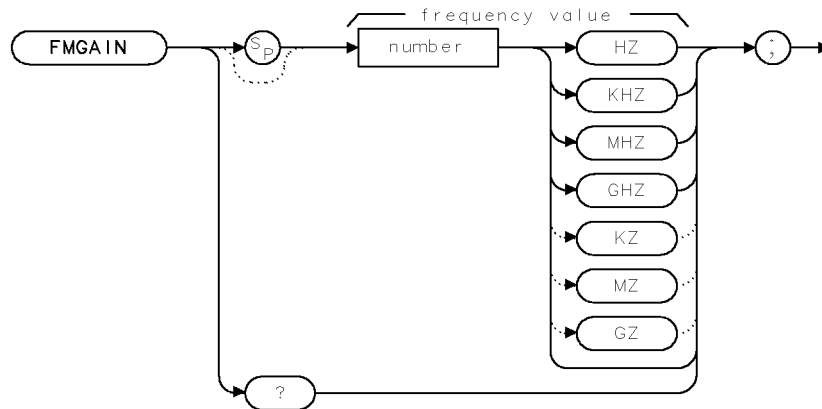 frequency value
FMGAIN
SP
number
HZ
;
KHZ
MHZ
GHZ
KZ
MZ
GZ
?